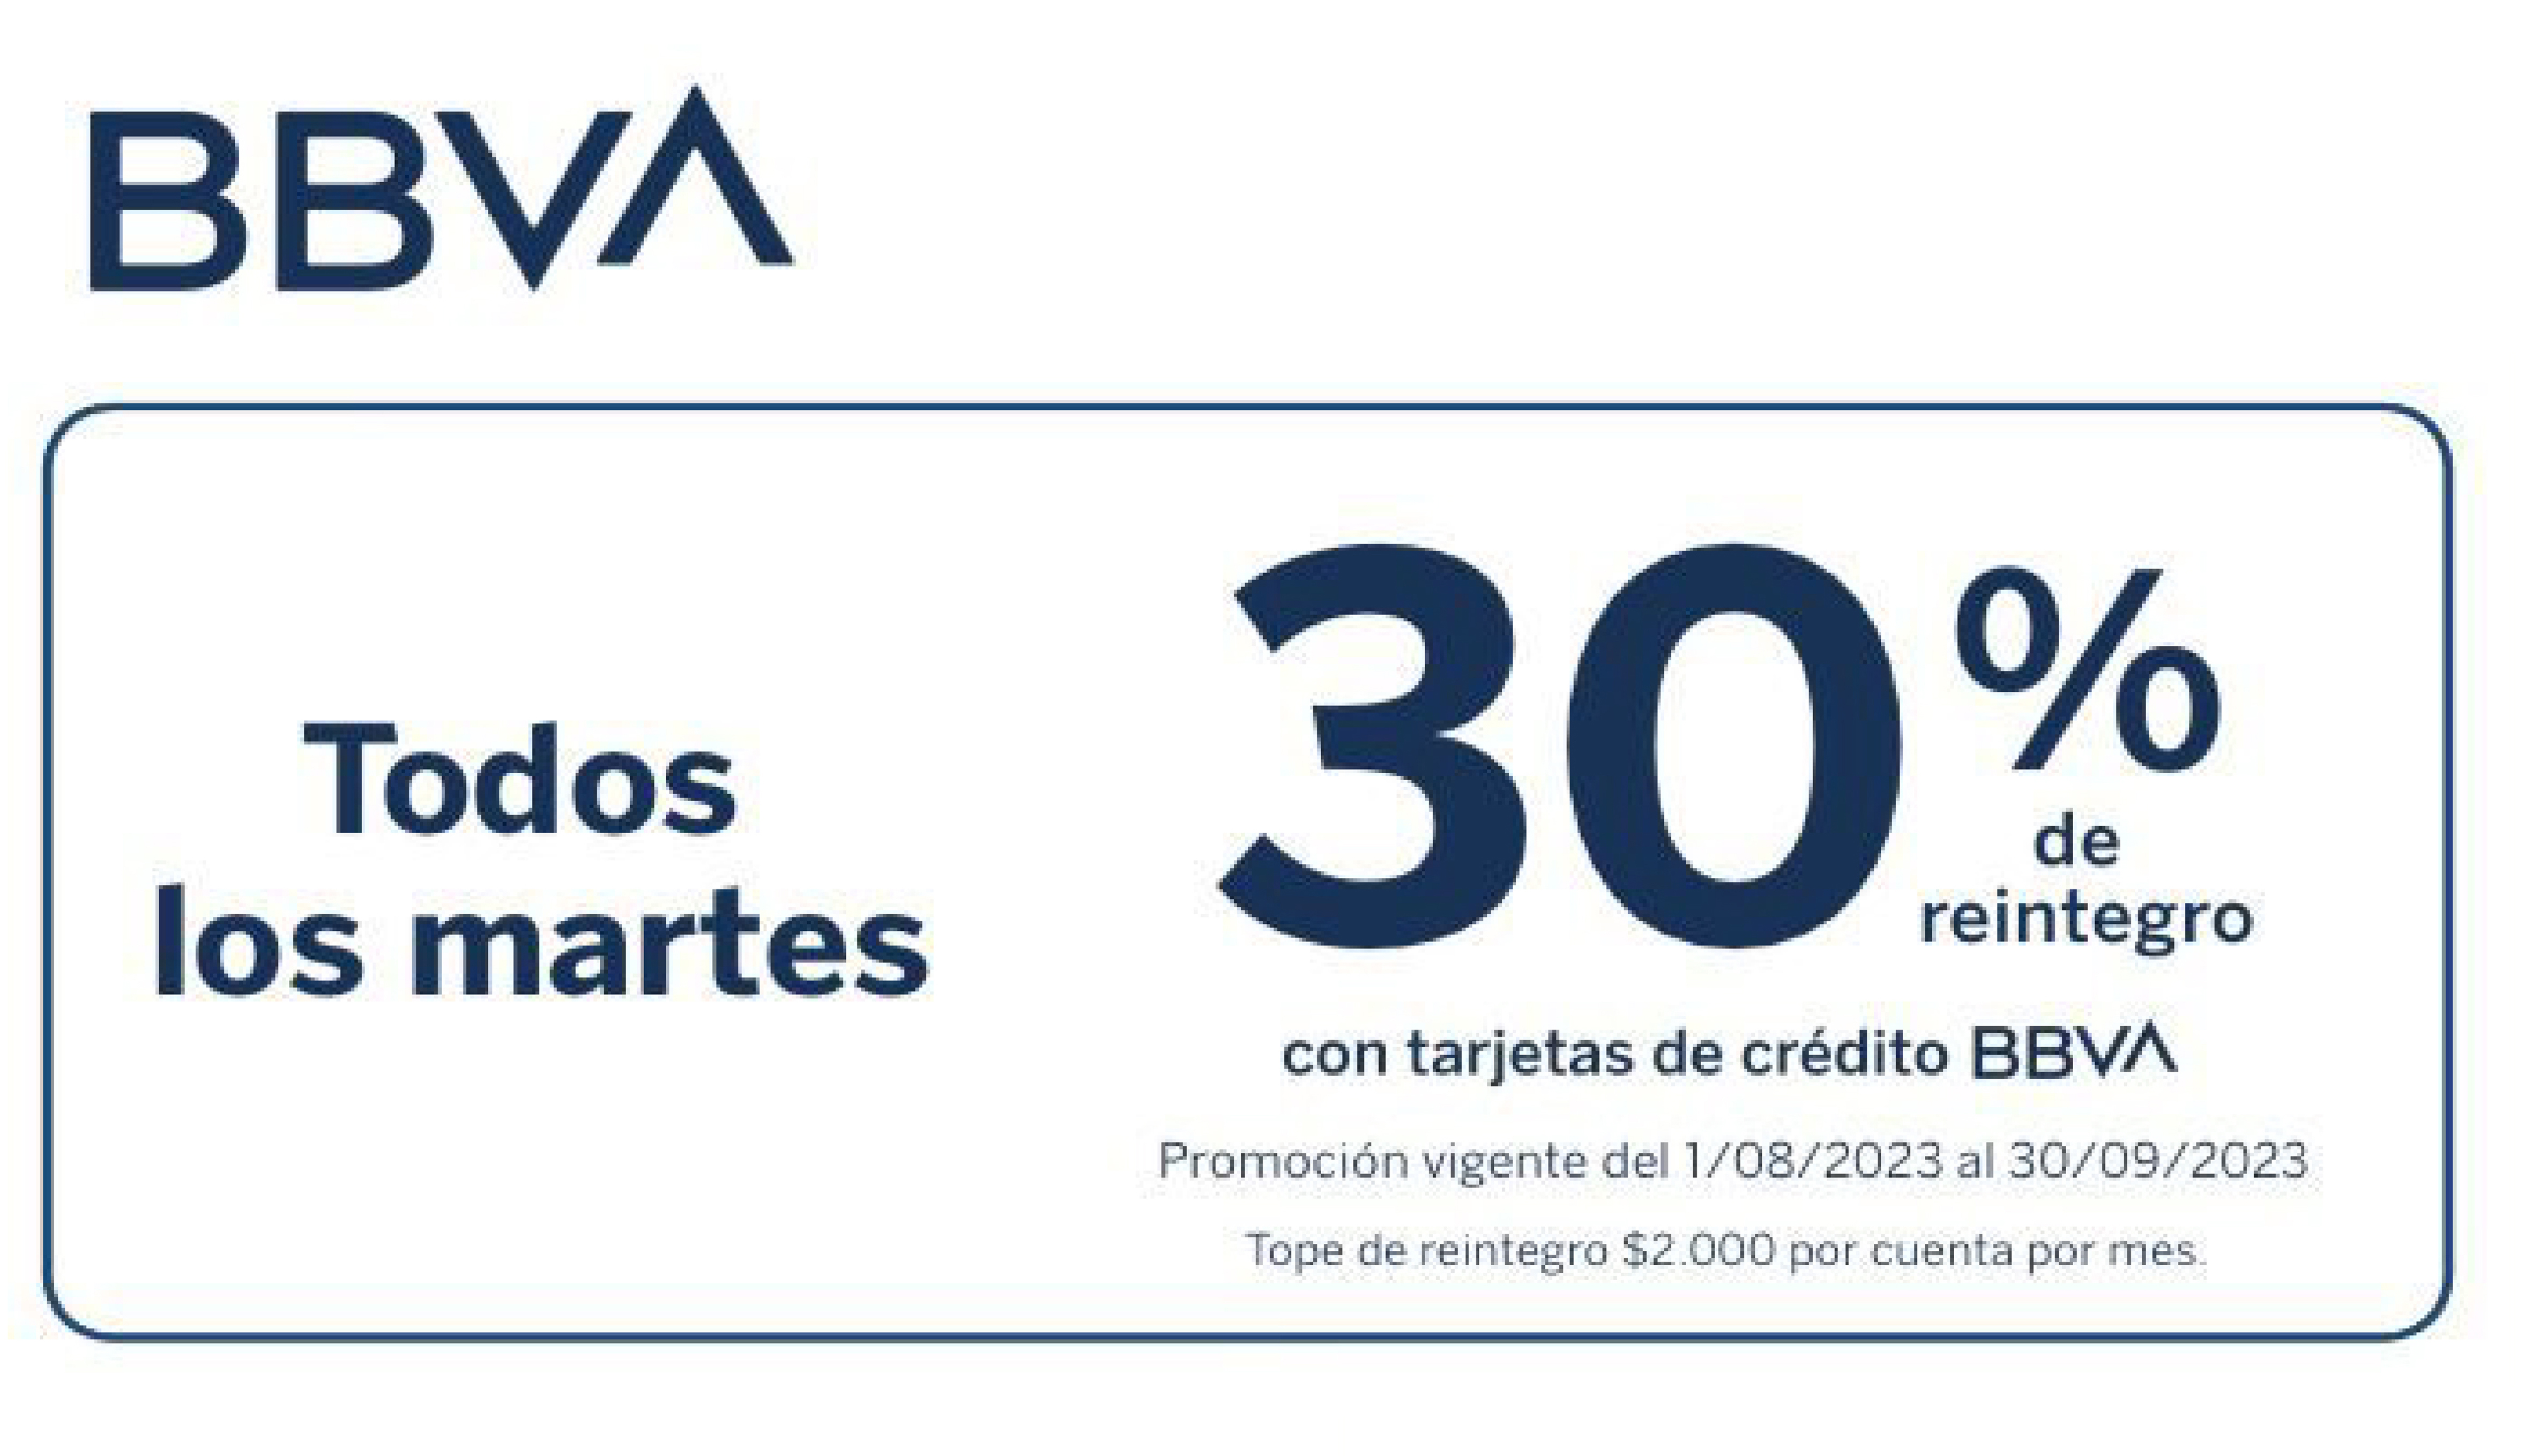 BBVA
Todos
los martes
30%
de
reintegro
con tarjetas de crédito BBVA
Promoción vigente del 1/08/2023 al 30/09/2023
Tope de reintegro $2.000 por cuenta por mes.